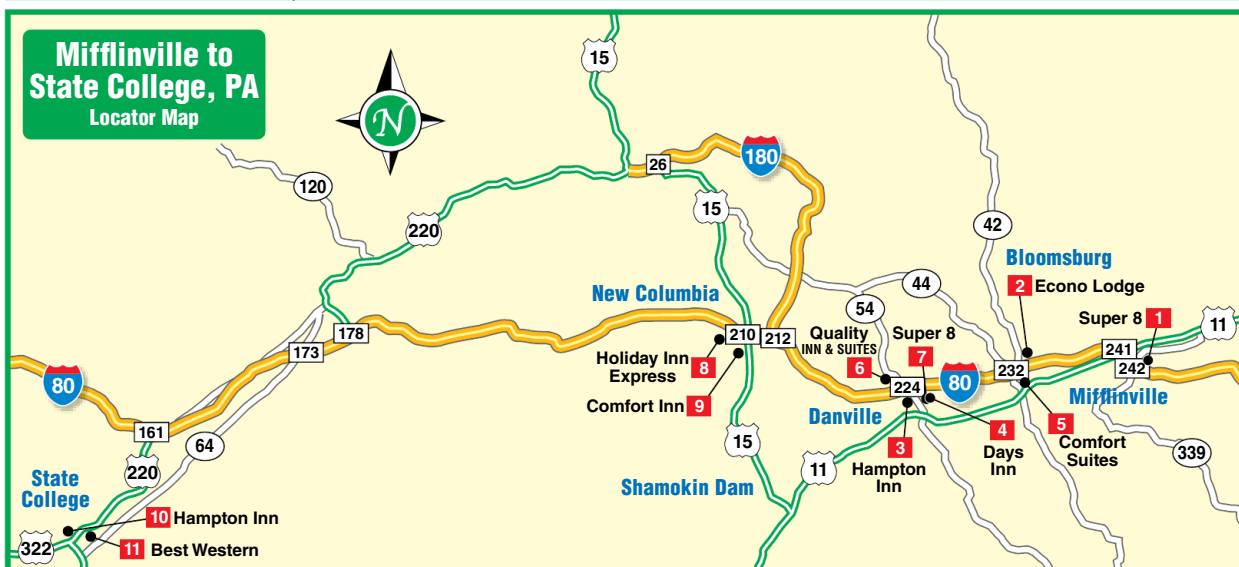 Mifflinville to
State College, PA
Locator Map
N
15
180
26
120
220
15
42
44
54
Bloomsburg
2 Econo Lodge
Super 8 1
11
New Columbia
178
173
210
212
Quality
INN & SUITES
6
Super 8
7
241
242
232
Holiday Inn
Express
8
Comfort Inn 9
80
224
80
Mifflinville
Danville
161
64
220
3
Hampton
Inn
4
Days
Inn
5
Comfort
Suites
339
15
11
Shamokin Dam
State
College
10 Hampton Inn
11 Best Western
322